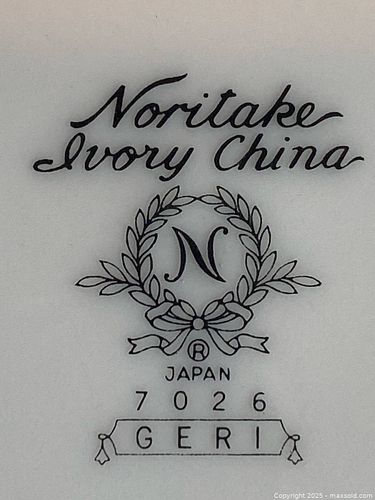 Noritake
Ivory China
N
®
JAPAN
7026
GERI
Copyright 2025 - maxsold.com